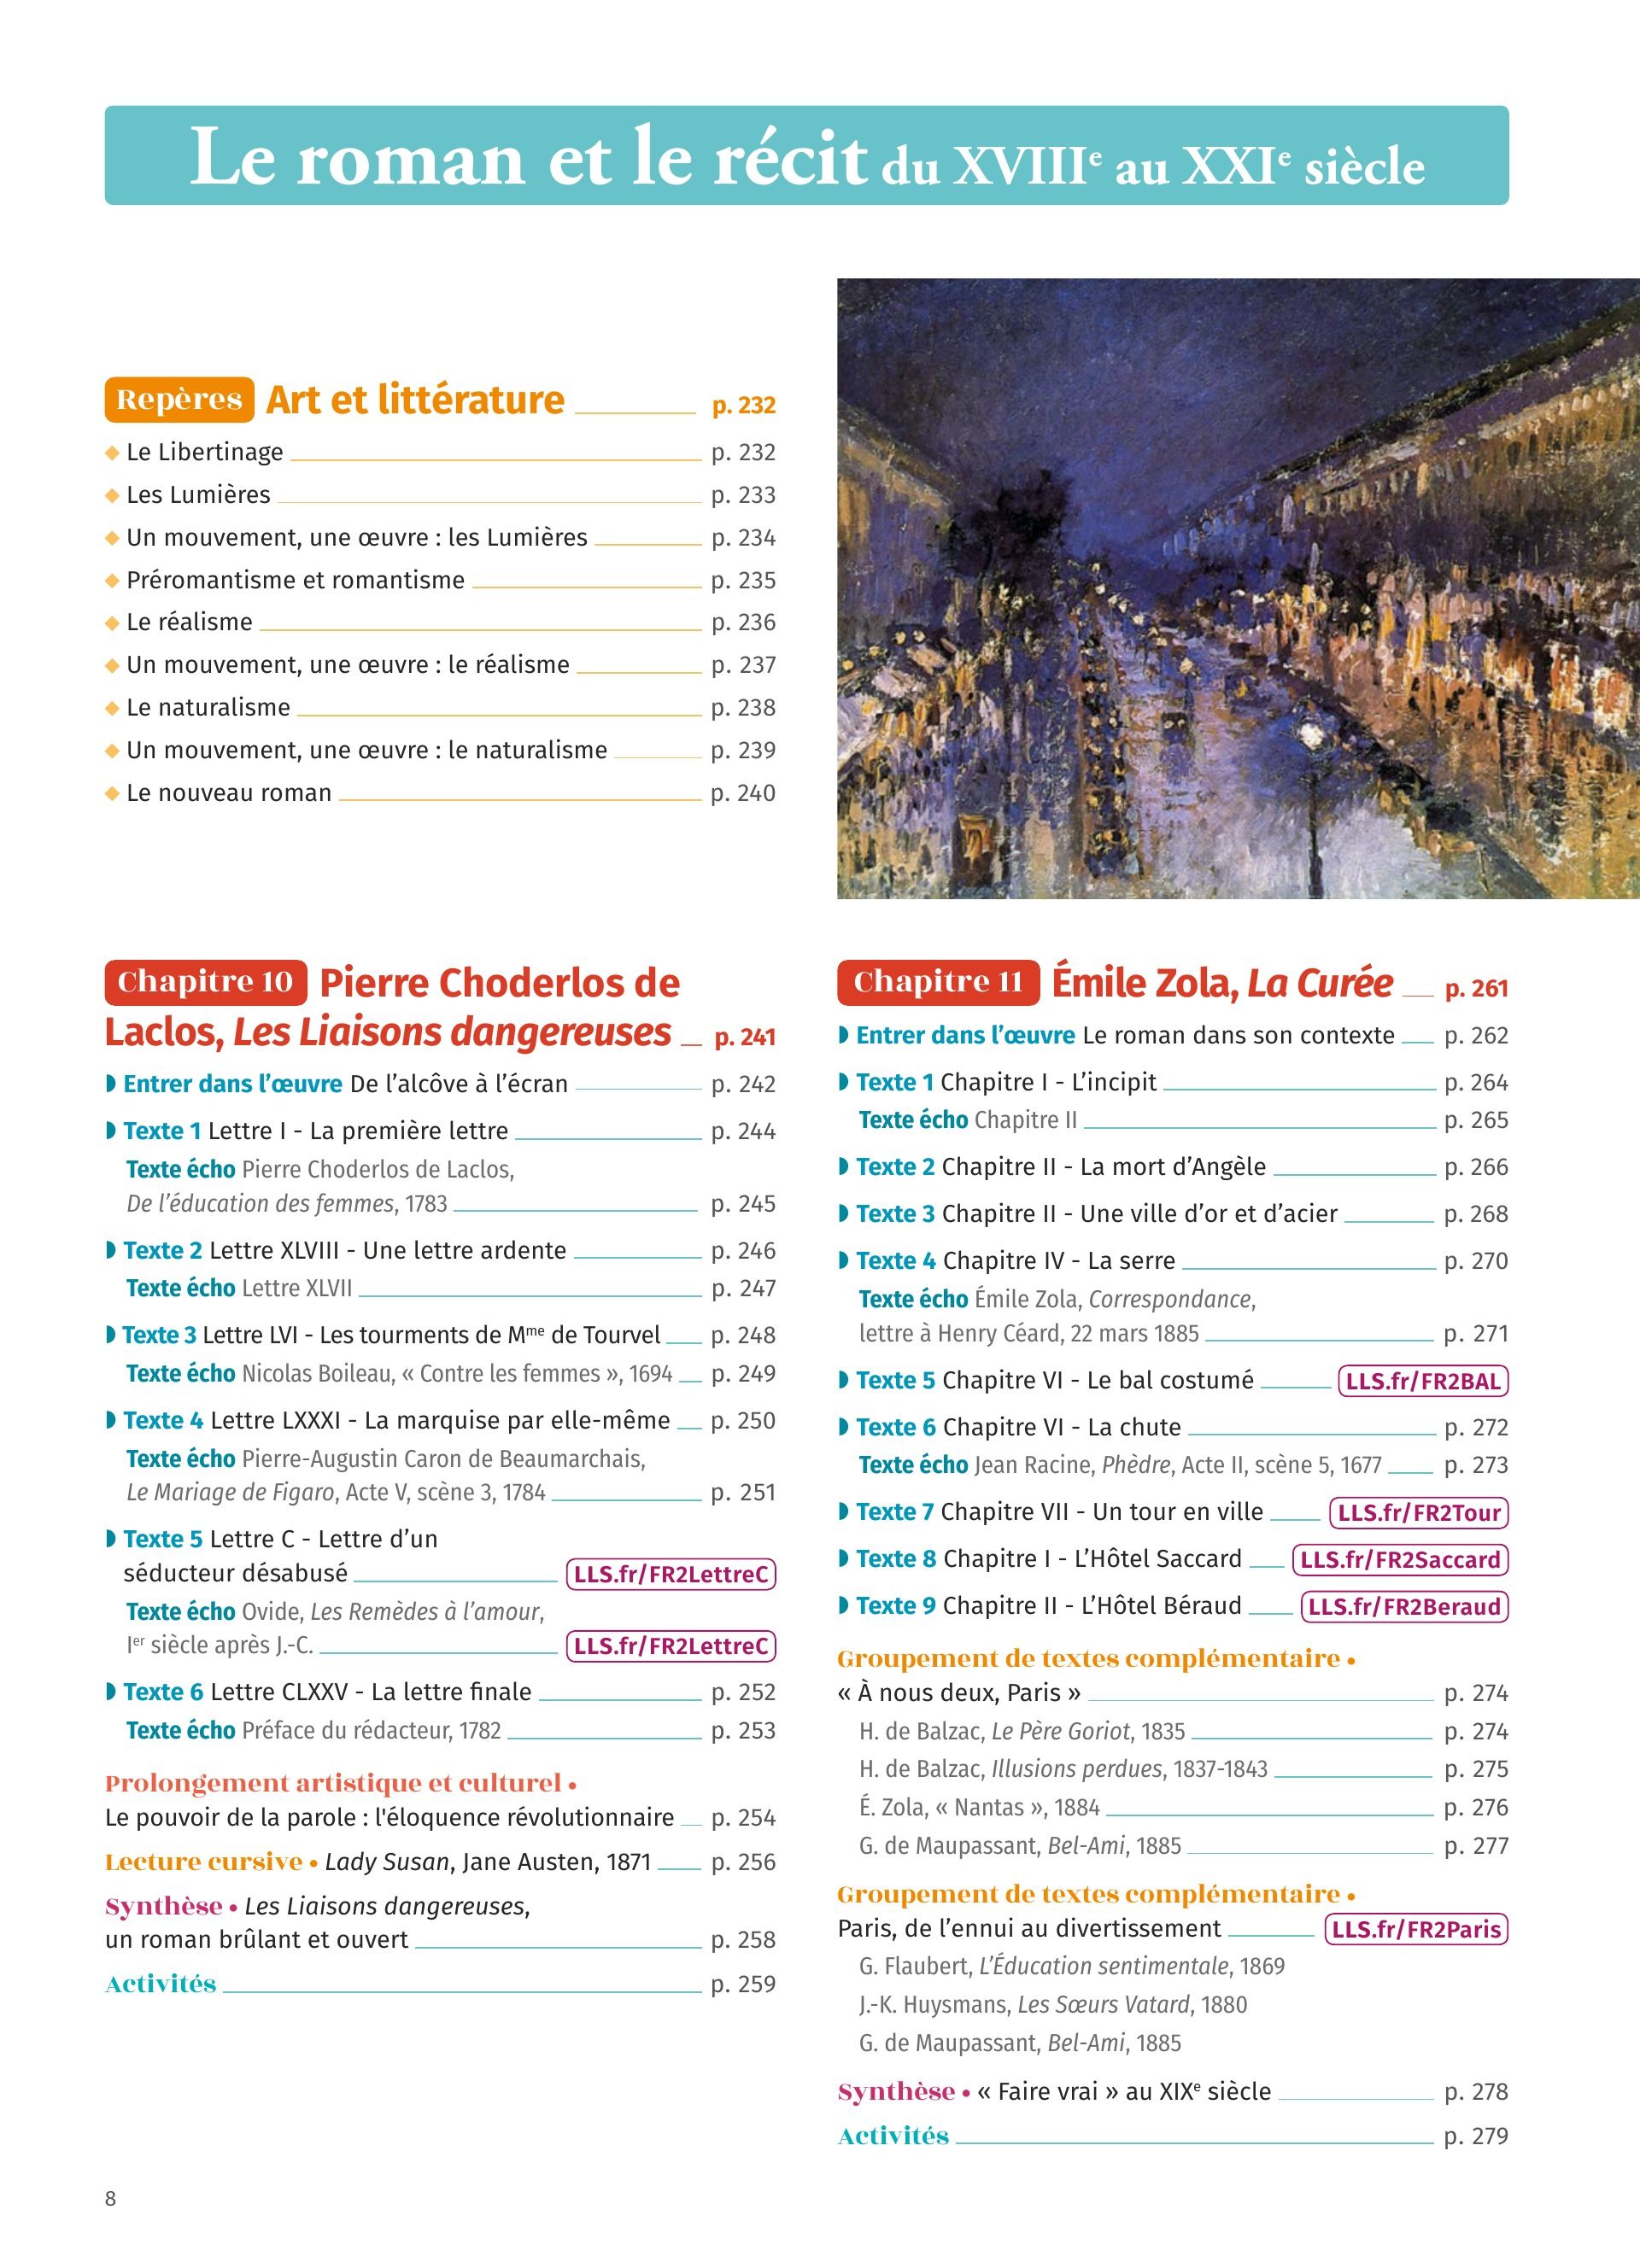 Le roman et le récit du XVIIIe au XXIe siècle
Repères Art et littérature p. 232
◆ Le Libertinage p. 232
◆ Les Lumières p. 233
◆ Un mouvement, une œuvre : les Lumières p. 234
◆ Préromantisme et romantisme p. 235
◆ Le réalisme p. 236
◆ Un mouvement, une œuvre : le réalisme p. 237
◆ Le naturalisme p. 238
◆ Un mouvement, une œuvre : le naturalisme p. 239
◆ Le nouveau roman p. 240
Chapitre 10 Pierre Choderlos de
Laclos, Les Liaisons dangereuses p. 241
Entrer dans l’œuvre De l’alcôve à l’écran p. 242
Texte 1 Lettre I - La première lettre p. 244
Texte écho Pierre Choderlos de Laclos,
De l’éducation des femmes, 1783 p. 245
Texte 2 Lettre XLVIII - Une lettre ardente p. 246
Texte écho Lettre XLVII p. 247
Texte 3 Lettre LVI - Les tourments de Mme de Tourvel p. 248
Texte écho Nicolas Boileau, « Contre les femmes », 1694 p. 249
Texte 4 Lettre LXXXI - La marquise par elle-même p. 250
Texte écho Pierre-Augustin Caron de Beaumarchais,
Le Mariage de Figaro, Acte V, scène 3, 1784 p. 251
Texte 5 Lettre C - Lettre d’un
séducteur désabusé LLS.fr/FR2LettreC
Texte écho Ovide, Les Remèdes à l’amour,
Ier siècle après J.-C. LLS.fr/FR2LettreC
Texte 6 Lettre CLXXV - La lettre finale p. 252
Texte écho Préface du rédacteur, 1782 p. 253
Prolongement artistique et culturel •
Le pouvoir de la parole : l'éloquence révolutionnaire p. 254
Lecture cursive • Lady Susan, Jane Austen, 1871 p. 256
Synthèse • Les Liaisons dangereuses,
un roman brûlant et ouvert p. 258
Activités p. 259
Chapitre 11 Émile Zola, La Curée p. 261
Entrer dans l’œuvre Le roman dans son contexte p. 262
Texte 1 Chapitre I - L’incipit p. 264
Texte écho Chapitre II p. 265
Texte 2 Chapitre II - La mort d’Angèle p. 266
Texte 3 Chapitre II - Une ville d’or et d’acier p. 268
Texte 4 Chapitre IV - La serre p. 270
Texte écho Émile Zola, Correspondance,
lettre à Henry Céard, 22 mars 1885 p. 271
Texte 5 Chapitre VI - Le bal costumé LLS.fr/FR2BAL
Texte 6 Chapitre VI - La chute p. 272
Texte écho Jean Racine, Phèdre, Acte II, scène 5, 1677 p. 273
Texte 7 Chapitre VII - Un tour en ville LLS.fr/FR2Tour
Texte 8 Chapitre I - L’Hôtel Saccard LLS.fr/FR2Saccard
Texte 9 Chapitre II - L’Hôtel Béraud LLS.fr/FR2Beraud
Groupement de textes complémentaire •
« À nous deux, Paris » p. 274
H. de Balzac, Le Père Goriot, 1835 p. 274
H. de Balzac, Illusions perdues, 1837-1843 p. 275
É. Zola, « Nantas », 1884 p. 276
G. de Maupassant, Bel-Ami, 1885 p. 277
Groupement de textes complémentaire •
Paris, de l’ennui au divertissement LLS.fr/FR2Paris
G. Flaubert, L’Éducation sentimentale, 1869
J.-K. Huysmans, Les Sœurs Vatard, 1880
G. de Maupassant, Bel-Ami, 1885
Synthèse • « Faire vrai » au XIXe siècle p. 278
Activités p. 279
8